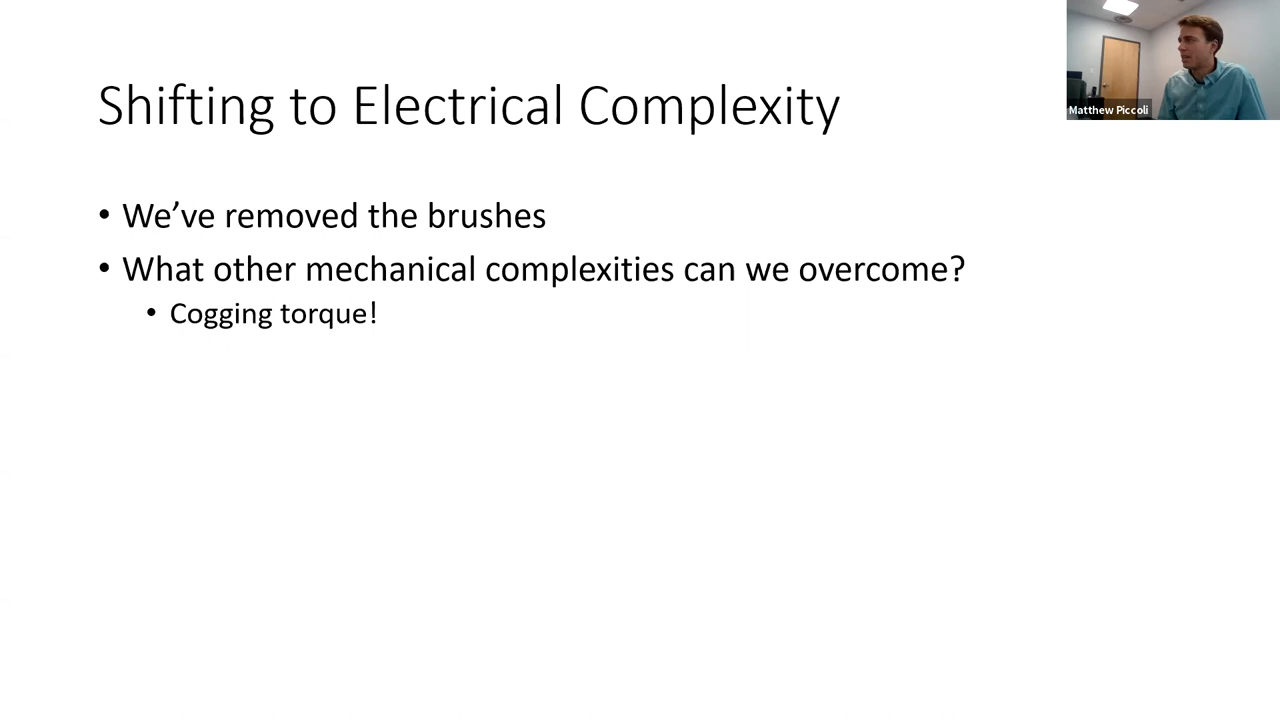 Shifting to Electrical Complexity
• We’ve removed the brushes
• What other mechanical complexities can we overcome?
• Cogging torque!
Matthew Piccoli